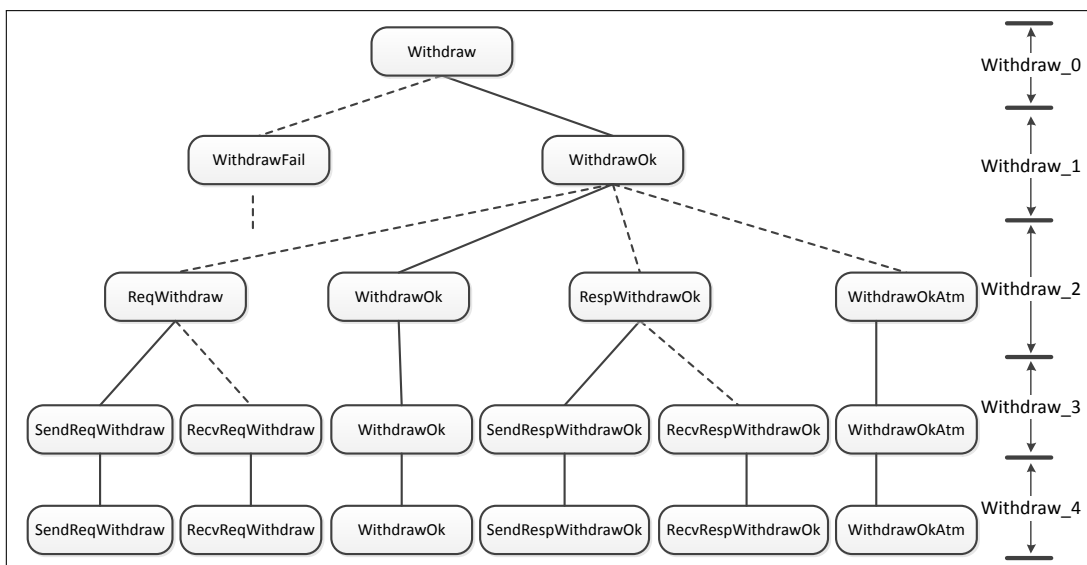 Withdraw
Withdraw_0
WithdrawFail
WithdrawOk
Withdraw_1
ReqWithdraw
WithdrawOk
RespWithdrawOk
WithdrawOkAtm
Withdraw_2
SendReqWithdraw
RecvReqWithdraw
WithdrawOk
SendRespWithdrawOk
RecvRespWithdrawOk
WithdrawOkAtm
Withdraw_3
SendReqWithdraw
RecvReqWithdraw
WithdrawOk
SendRespWithdrawOk
RecvRespWithdrawOk
WithdrawOkAtm
Withdraw_4